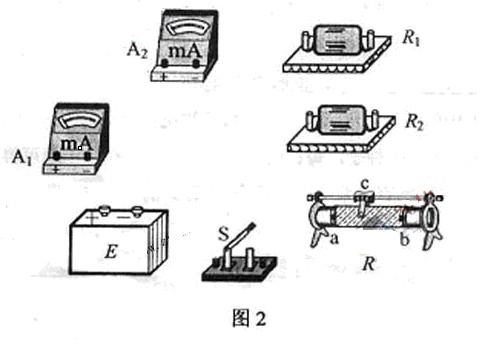 A₂ mA
+ −
R₁
A₁ mA
+ −
R₂
+ −
E
S
c
a b
R
图2